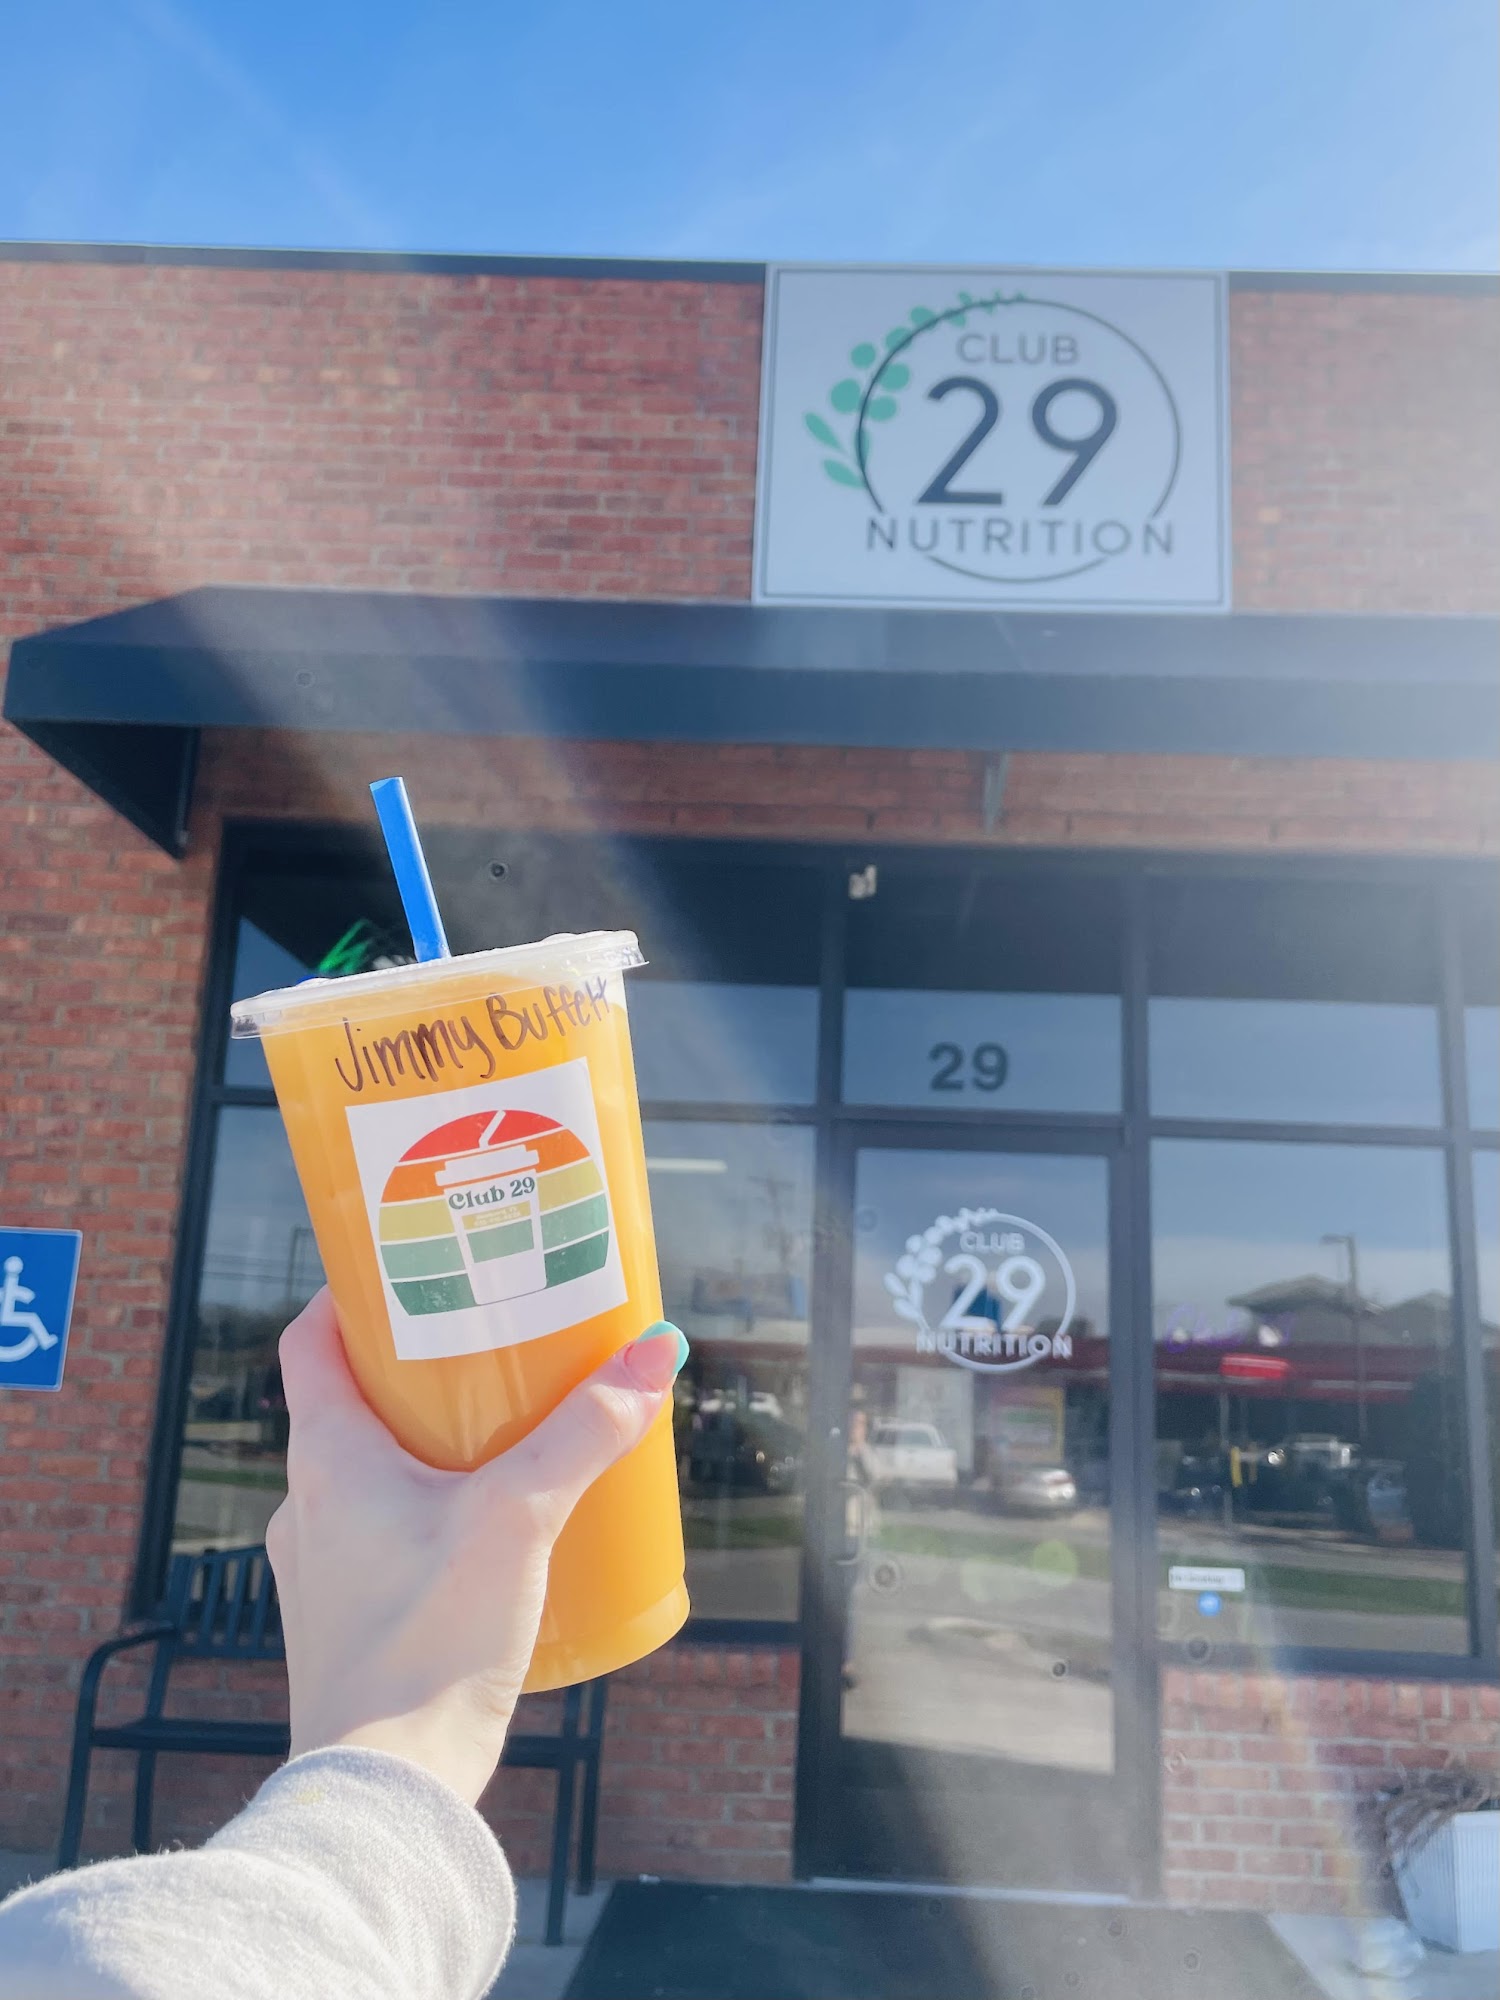 CLUB
29
NUTRITION
Jimmy Buffett
Club 29
29
CLUB
29
NUTRITION